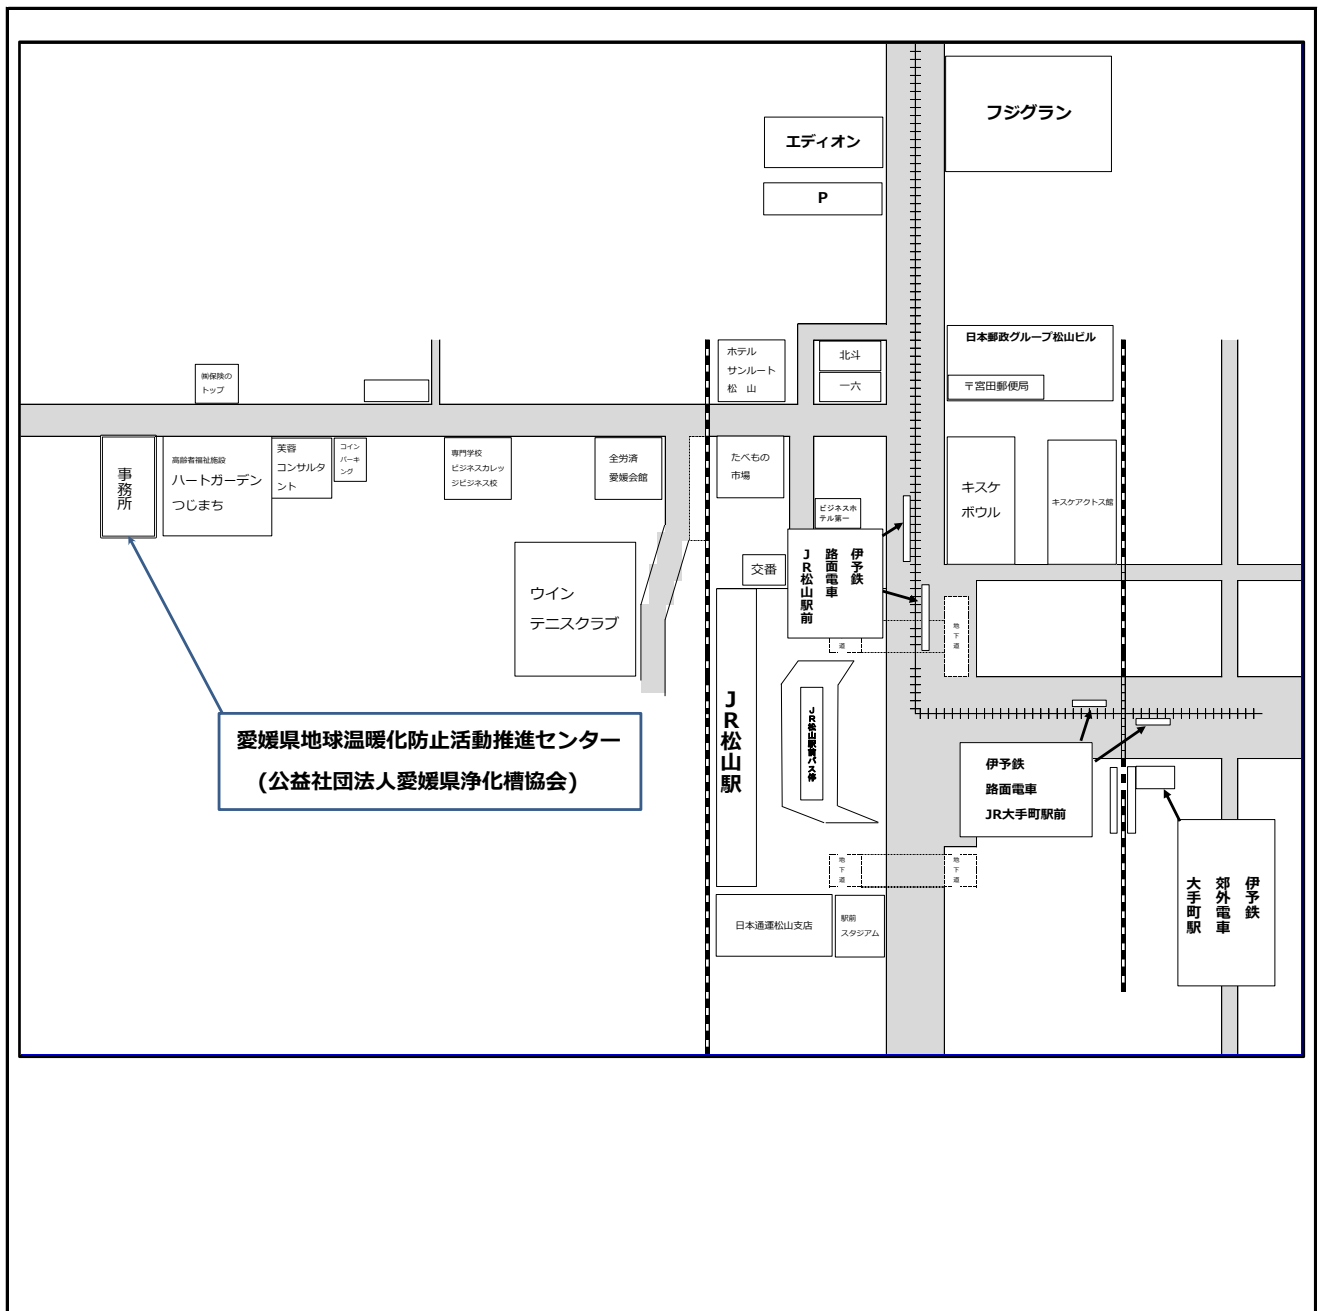 フジグラン
エディオン
P
日本郵政グループ松山ビル
〒宮田郵便局
ホテル
サンルート
松 山
北斗
一六
㈱保険の
トップ
事務所
高齢者福祉施設
ハートガーデン
つじまち
芙蓉
コンサルタ
ント
コイン
パーキ
ング
専門学校
ビジネスカレッ
ジビジネス校
全労済
愛媛会館
たべもの
市場
ビジネスホ
テル第一
キスケ
ボウル
キスケアクトス館
交番
伊予鉄
路面電車
JR松山駅前
ウイン
テニスクラブ
地下道
道
JR松山駅
JR松山駅前バス停
愛媛県地球温暖化防止活動推進センター
(公益社団法人愛媛県浄化槽協会)
伊予鉄
路面電車
JR大手町駅前
地下道
地下道
伊予鉄
郊外電車
大手町駅
日本通運松山支店
駅前
スタジアム